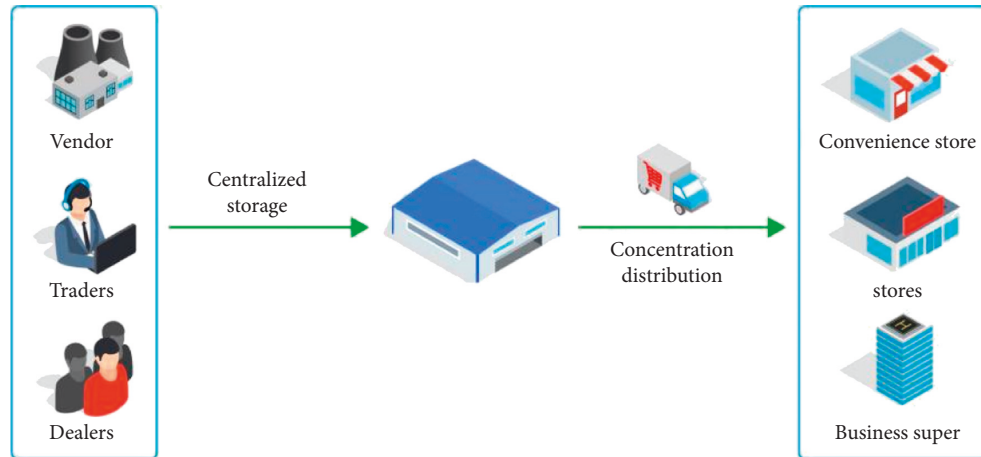 Vendor
Traders
Dealers
Centralized
storage
Concentration
distribution
Convenience store
stores
H
Business super